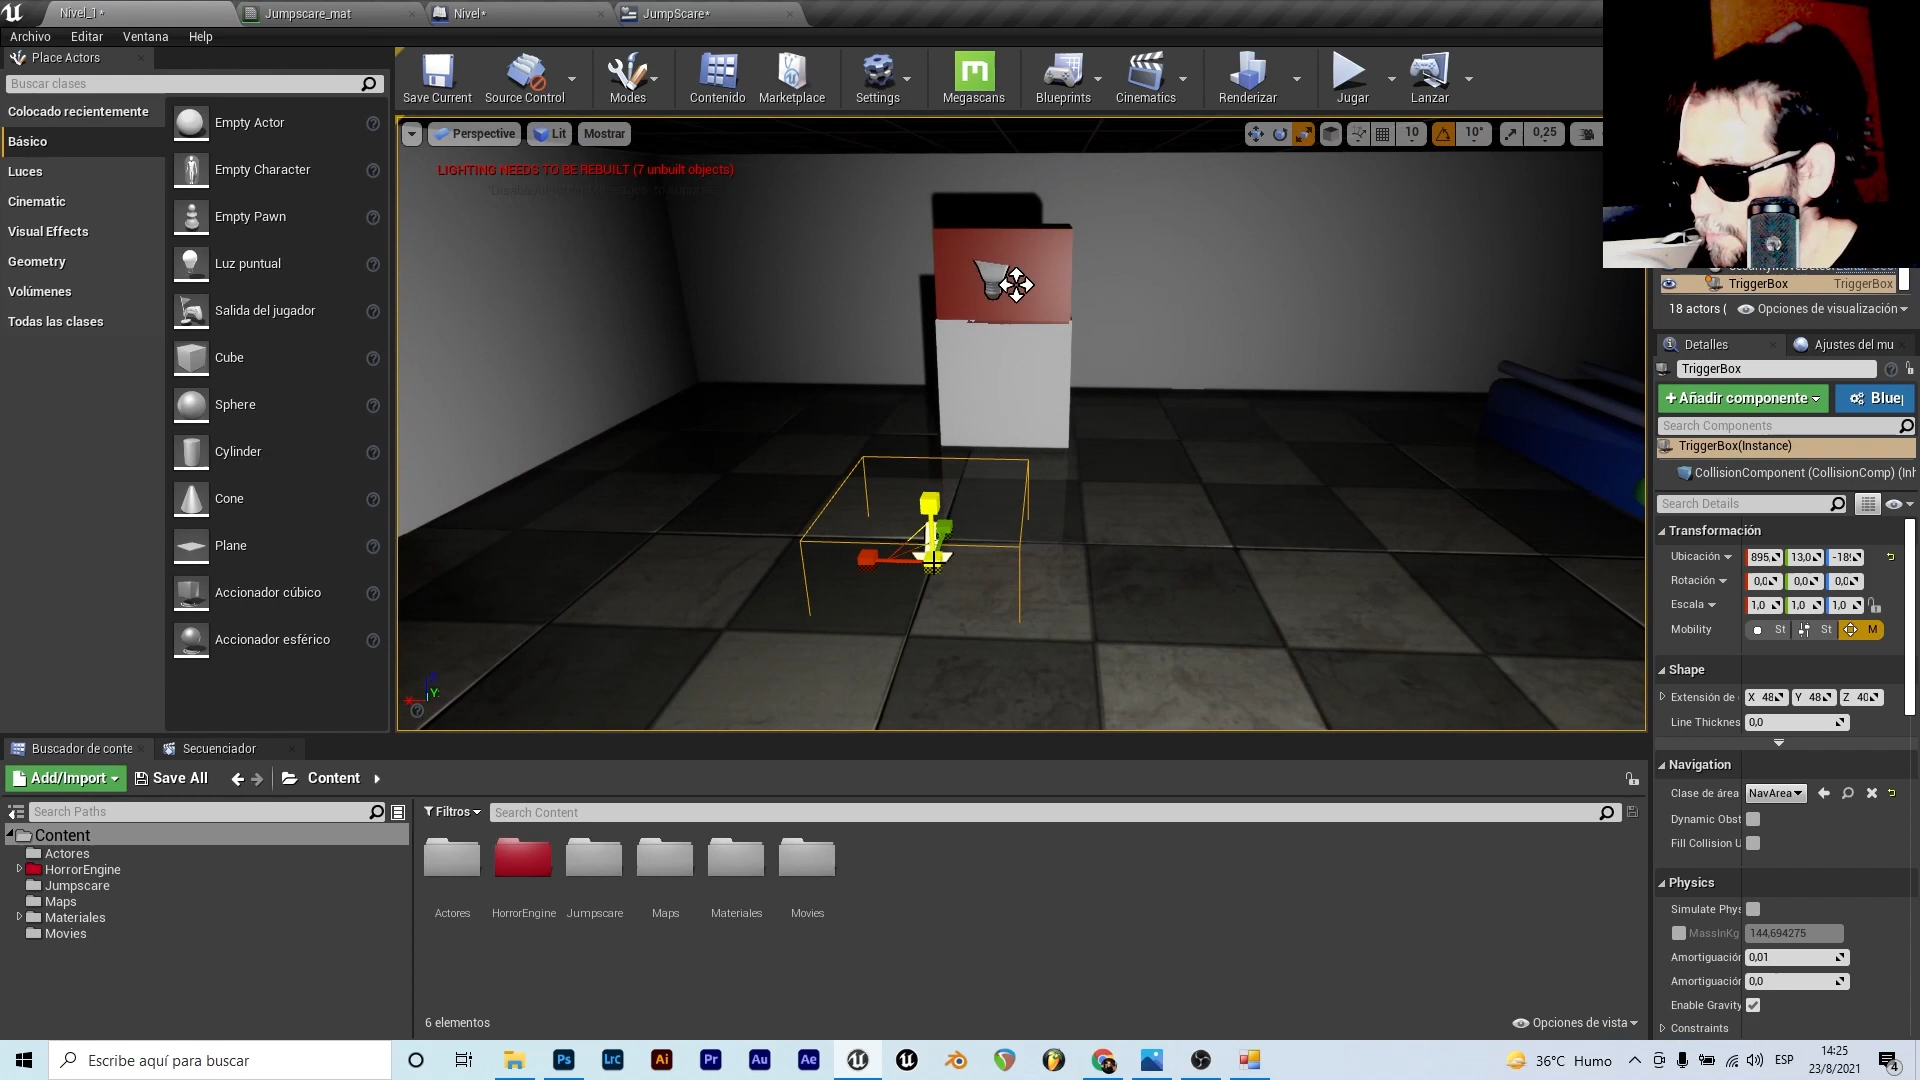 Nivel_1*
Jumpscare_mat
Nivel*
JumpScare*
Archivo Editar Ventana Help
Place Actors
Buscar clases
Colocado recientemente
Básico
Luces
Cinematic
Visual Effects
Geometry
Volúmenes
Todas las clases
Empty Actor
Empty Character
Empty Pawn
Luz puntual
Salida del jugador
Cube
Sphere
Cylinder
Cone
Plane
Accionador cúbico
Accionador esférico
Save Current
Source Control
Modes
Contenido
Marketplace
Settings
Megascans
Blueprints
Cinematics
Renderizar
Jugar
Lanzar
Perspective
Lit
Mostrar
10
10°
0,25
LIGHTING NEEDS TO BE REBUILT (7 unbuilt objects)
Y
TriggerBox TriggerBox
18 actors ( Opciones de visualización
Detalles
Ajustes del mu
TriggerBox
+Añadir componente
Blue
Search Components
TriggerBox(Instance)
CollisionComponent (CollisionComp) (Inh
Search Details
Transformación
Ubicación 895, 13,0 -18
Rotación 0,0 0,0 0,0
Escala 1,0 1,0 1,0
Mobility St St M
Shape
Extensión de X 48 Y 48 Z 40
Line Thicknes 0,0
Navigation
Clase de área NavArea
Dynamic Obst
Fill Collision U
Physics
Simulate Phys
MassInKg 144,694275
Amortiguación 0,01
Amortiguación 0,0
Enable Gravity
Constraints
Buscador de conte
Secuenciador
Add/Import
Save All
Content
Search Paths
Filtros
Search Content
Content
Actores
HorrorEngine
Jumpscare
Maps
Materiales
Movies
Actores
HorrorEngine
Jumpscare
Maps
Materiales
Movies
6 elementos
Opciones de vista
Escribe aquí para buscar
Ps
Lrc
Ai
Pr
Au
Ae
36°C Humo
ESP
14:25
23/8/2021
4